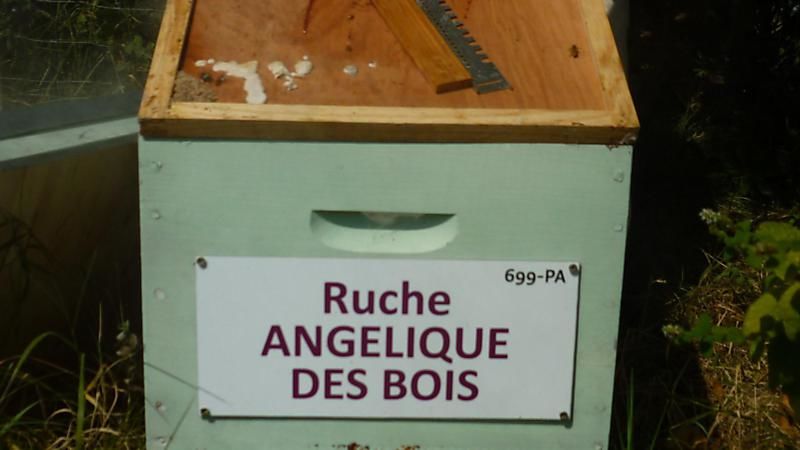 699-PA
Ruche
ANGELIQUE
DES BOIS